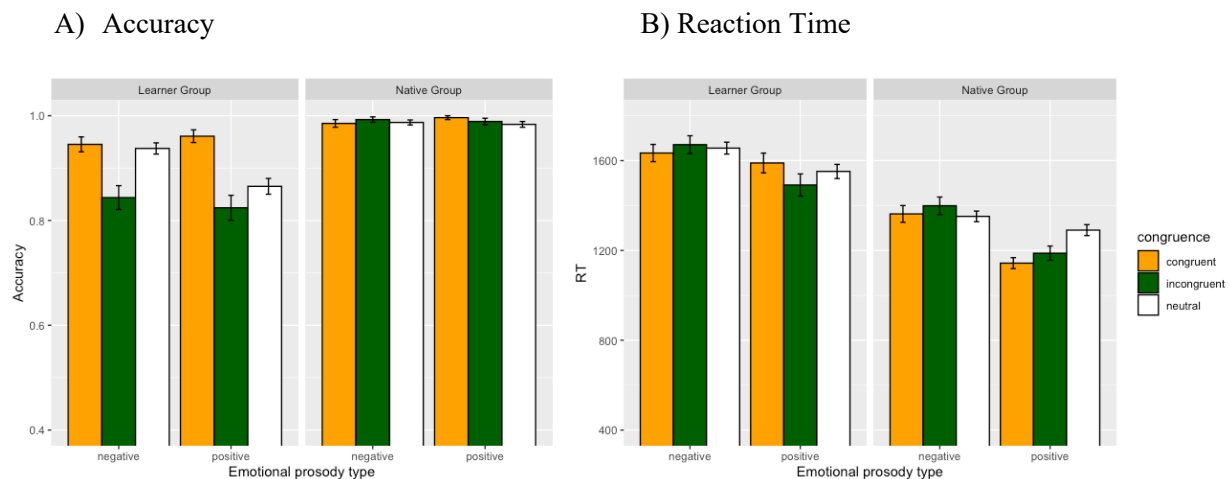 A) Accuracy
B) Reaction Time
Learner Group
Native Group
1.0
0.8
0.6
0.4
Accuracy
negative
positive
negative
positive
Emotional prosody type
Learner Group
Native Group
1600
1200
800
400
RT
negative
positive
negative
positive
Emotional prosody type
congruence
congruent
incongruent
neutral